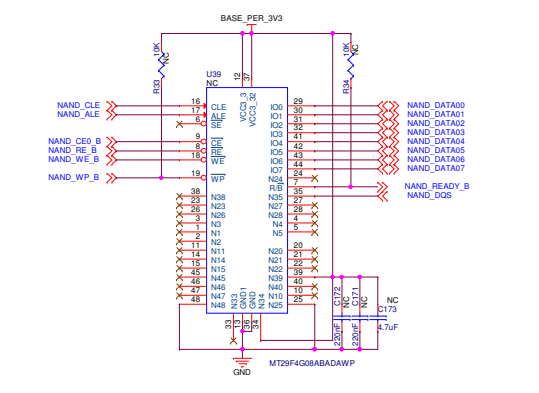 BASE_PER_3V3
10K
NC
R33
10K
NC
R34
U39
NC
12
37
VCC3_3
VCC3_32
NAND_CLE 16 CLE IO0 29 NAND_DATA00
NAND_ALE 17 ALE IO1 30 NAND_DATA01
6 SE IO2 31 NAND_DATA02
IO3 32 NAND_DATA03
NAND_CE0_B 9 CE IO4 41 NAND_DATA04
NAND_RE_B 8 RE IO5 42 NAND_DATA05
NAND_WE_B 18 WE IO6 43 NAND_DATA06
IO7 44 NAND_DATA07
NAND_WP_B 19 WP N24 24
R/B 7 NAND_READY_B
38 N38 N35 35 NAND_DQS
23 N23 N27 27
26 N26 N28 28
3 N3 N4 4
1 N1 N5 5
2 N2
11 N11 N20 20
14 N14 N21 21
15 N15 N22 22
45 N45 N39 39
46 N46 N40 40
47 N47 N10 10
48 N48 N25 25
N33
GND1
GND
N34
33
13
36
34
C172
NC
220nF
C171
NC
220nF
NC
C173
4.7uF
MT29F4G08ABADAWP
GND